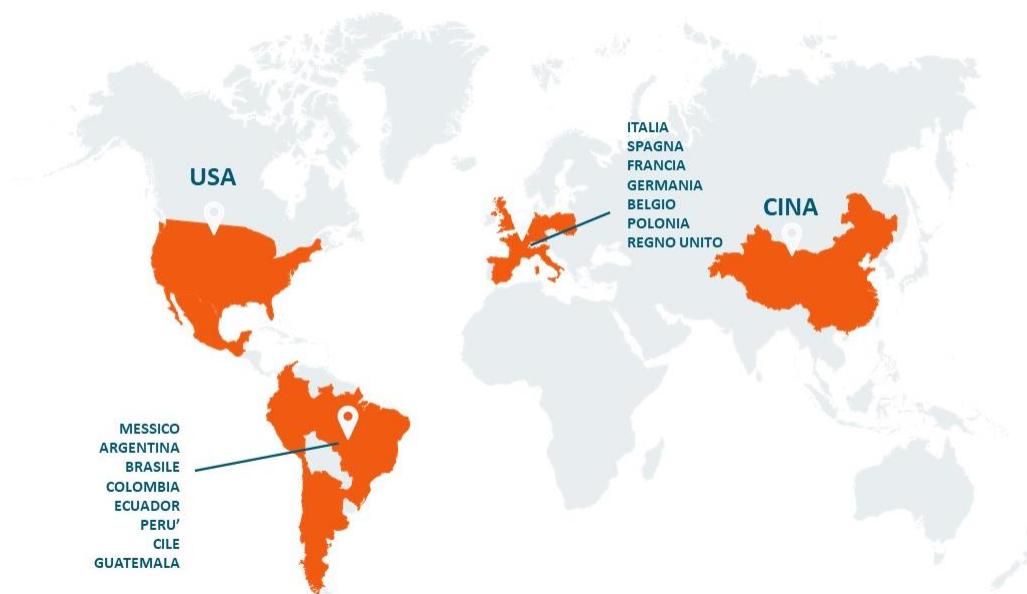 USA
ITALIA
SPAGNA
FRANCIA
GERMANIA
BELGIO
POLONIA
REGNO UNITO
CINA
MESSICO
ARGENTINA
BRASILE
COLOMBIA
ECUADOR
PERU’
CILE
GUATEMALA